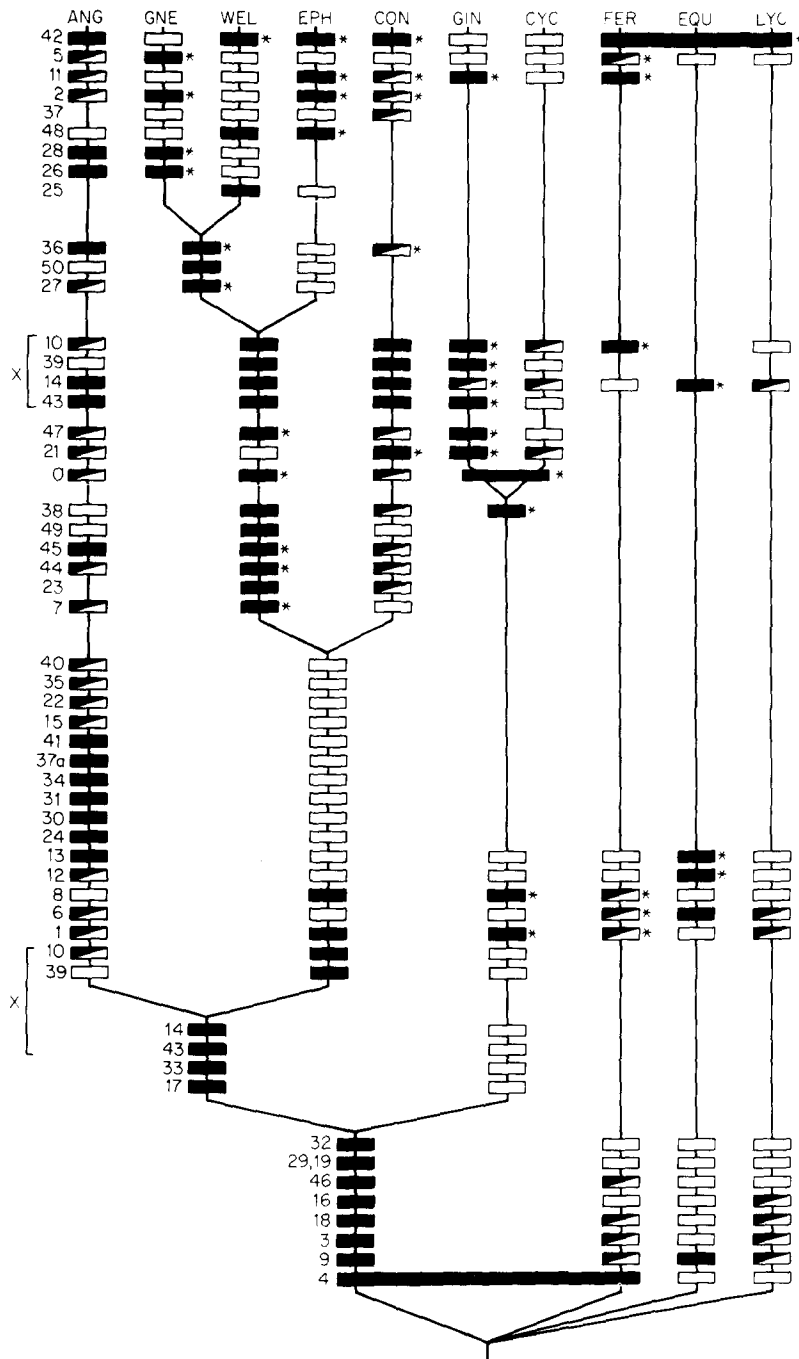 ANG GNE WEL EPH CON GIN CYC FER EQU LYC
42 * * * * *
5 * *
11 * * * *
2 * * *
37
48 *
28 *
26 *
25
36 * *
50
27 *
10 * *
X
39 *
14 * *
43 *
47 * *
21 * *
0 * *
38 *
49
45 *
44 *
23
7 *
40
35
22
15
41
37a
34
31
30
24
13 *
12 *
8 * *
6 *
1 * *
10
39
X
14
43
33
17
32
29,19
46
16
18
3
9
4